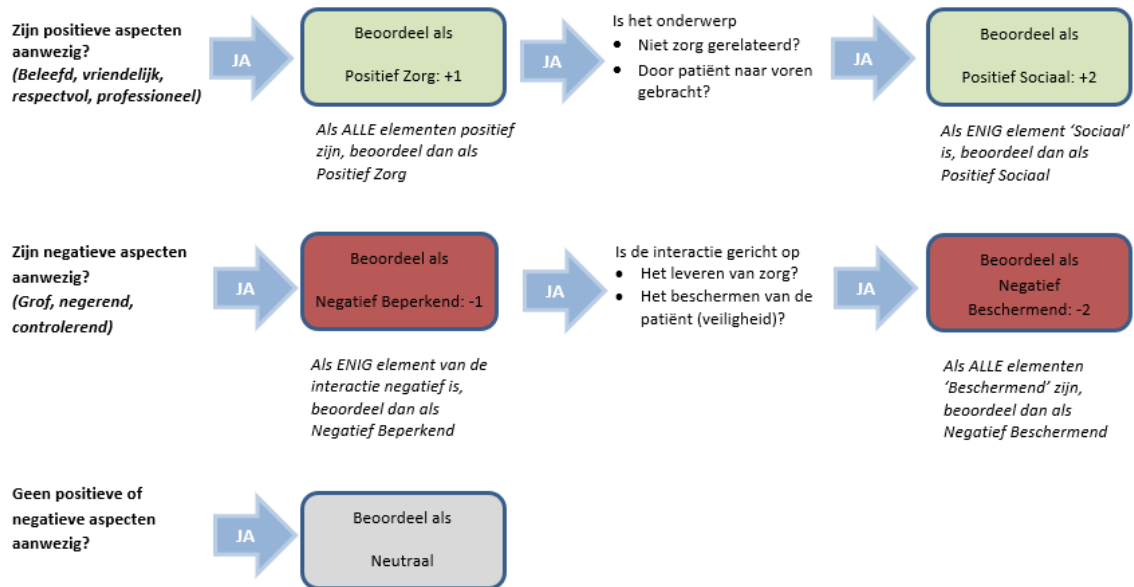 Zijn positieve aspecten
aanwezig?
(Beleefd, vriendelijk,
respectvol, professioneel)
JA
Beoordeel als
Positief Zorg: +1
Als ALLE elementen positief
zijn, beoordeel dan als
Positief Zorg
JA
Is het onderwerp
• Niet zorg gerelateerd?
• Door patiënt naar voren
gebracht?
JA
Beoordeel als
Positief Sociaal: +2
Als ENIG element ‘Sociaal’
is, beoordeel dan als
Positief Sociaal
Zijn negatieve aspecten
aanwezig?
(Grof, negerend,
controlerend)
JA
Beoordeel als
Negatief Beperkend: -1
Als ENIG element van de
interactie negatief is,
beoordeel dan als
Negatief Beperkend
JA
Is de interactie gericht op
• Het leveren van zorg?
• Het beschermen van de
patiënt (veiligheid)?
JA
Beoordeel als
Negatief
Beschermend: -2
Als ALLE elementen
‘Beschermend’ zijn,
beoordeel dan als
Negatief Beschermend
Geen positieve of
negatieve aspecten
aanwezig?
JA
Beoordeel als
Neutraal